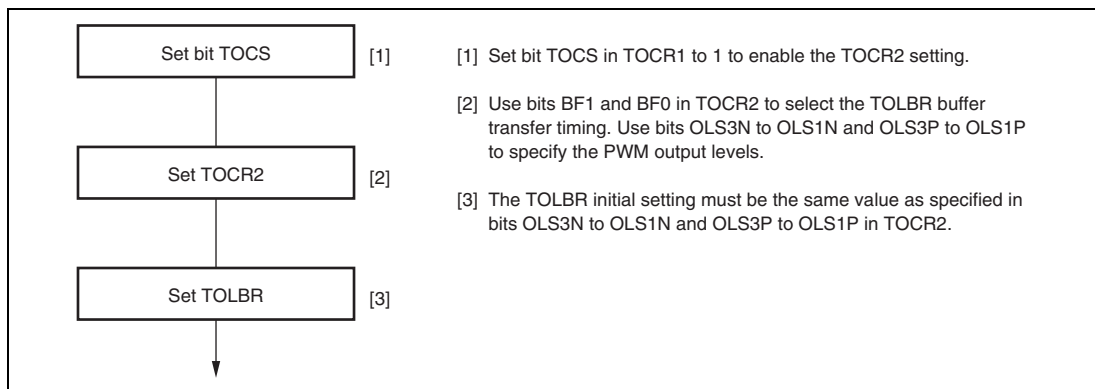 Set bit TOCS
[1]
Set TOCR2
[2]
Set TOLBR
[3]
[1] Set bit TOCS in TOCR1 to 1 to enable the TOCR2 setting.
[2] Use bits BF1 and BF0 in TOCR2 to select the TOLBR buffer
transfer timing. Use bits OLS3N to OLS1N and OLS3P to OLS1P
to specify the PWM output levels.
[3] The TOLBR initial setting must be the same value as specified in
bits OLS3N to OLS1N and OLS3P to OLS1P in TOCR2.